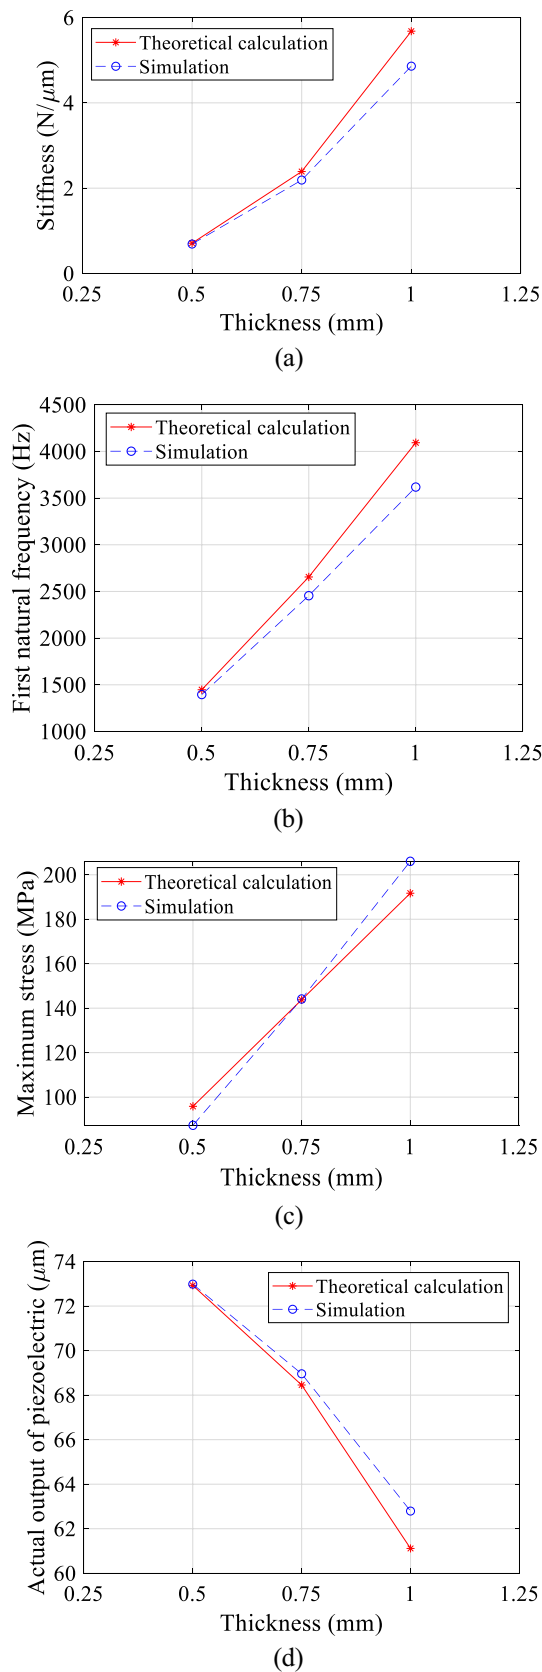 Stiffness (N/μm)
6
4
2
0
Theoretical calculation
Simulation
0.25 0.5 0.75 1 1.25
Thickness (mm)
(a)
First natural frequency (Hz)
4500
4000
3500
3000
2500
2000
1500
1000
Theoretical calculation
Simulation
0.25 0.5 0.75 1 1.25
Thickness (mm)
(b)
Maximum stress (MPa)
200
180
160
140
120
100
Theoretical calculation
Simulation
0.25 0.5 0.75 1 1.25
Thickness (mm)
(c)
Actual output of piezoelectric (μm)
74
72
70
68
66
64
62
60
Theoretical calculation
Simulation
0.25 0.5 0.75 1 1.25
Thickness (mm)
(d)